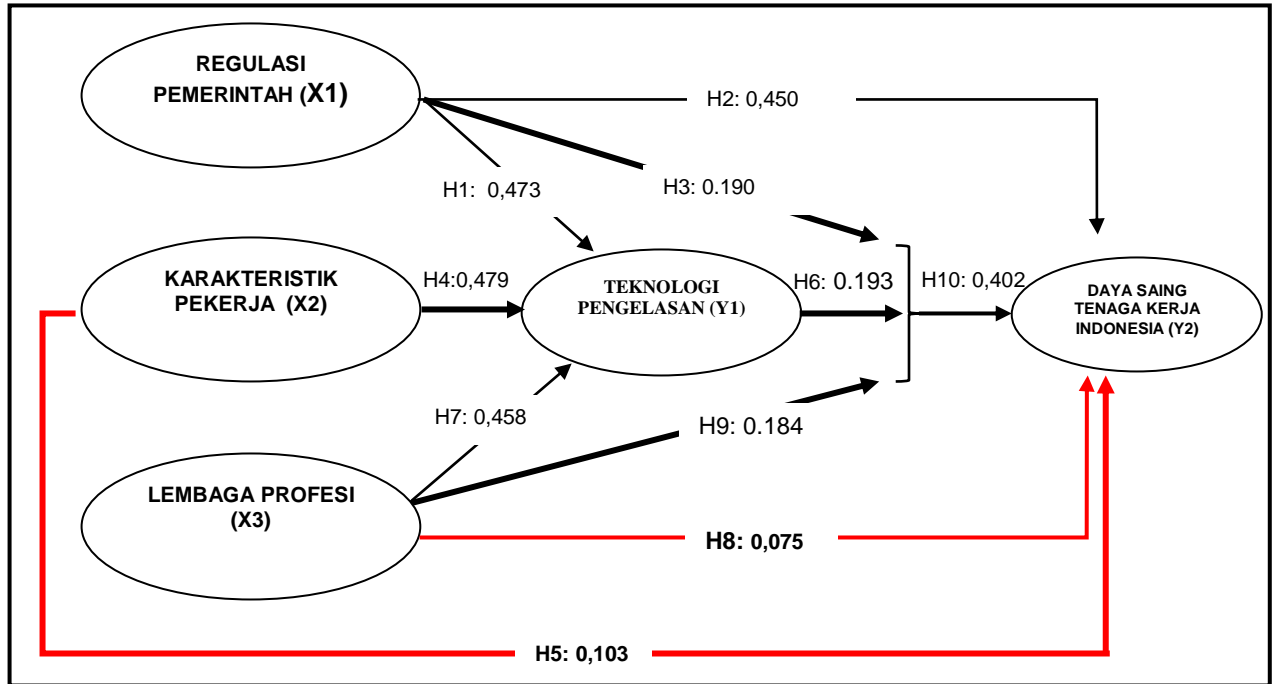 REGULASI
PEMERINTAH (X1)
H2: 0,450
H1: 0,473
H3: 0.190
KARAKTERISTIK
PEKERJA (X2)
H4:0,479
TEKNOLOGI
PENGELASAN (Y1)
H6: 0.193
H10: 0,402
DAYA SAING
TENAGA KERJA
INDONESIA (Y2)
H7: 0,458
H9: 0.184
LEMBAGA PROFESI
(X3)
H8: 0,075
H5: 0,103